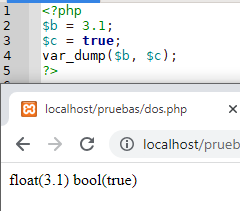 1 <?php
2 $b = 3.1;
3 $c = true;
4 var_dump($b, $c);
5 ?>
localhost/pruebas/dos.php
localhost/prueb
float(3.1) bool(true)